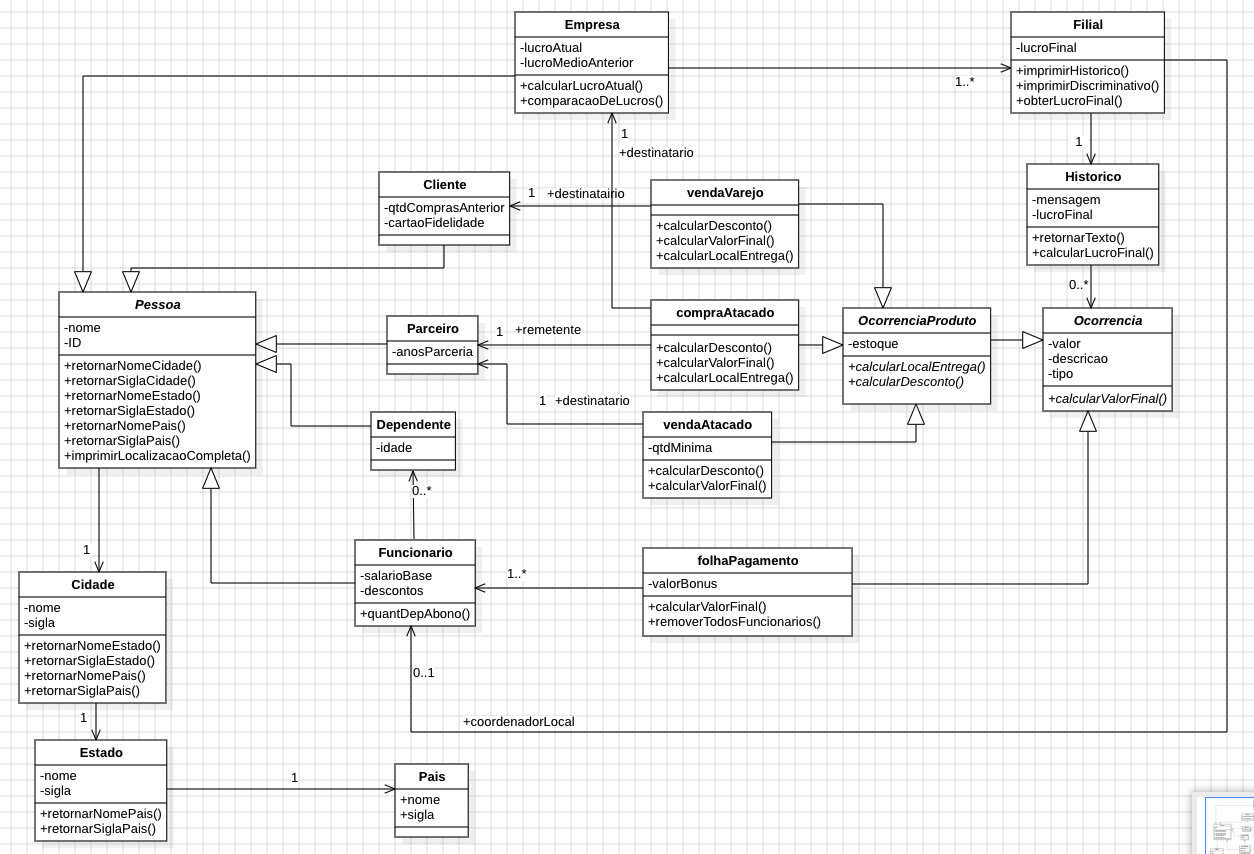 Empresa
-lucroAtual
-lucroMedioAnterior
+calcularLucroAtual()
+comparacaoDeLucros()
Filial
-lucroFinal
+imprimirHistorico()
+imprimirDiscriminativo()
+obterLucroFinal()
1..*
1
+destinatario
1
Cliente
-qtdComprasAnterior
-cartaoFidelidade
1
+destinatairio
vendaVarejo
+calcularDesconto()
+calcularValorFinal()
+calcularLocalEntrega()
Historico
-mensagem
-lucroFinal
+retornarTexto()
+calcularLucroFinal()
0..*
Pessoa
-nome
-ID
+retornarNomeCidade()
+retornarSiglaCidade()
+retornarNomeEstado()
+retornarSiglaEstado()
+retornarNomePais()
+retornarSiglaPais()
+imprimirLocalizacaoCompleta()
Parceiro
-anosParceria
1
+remetente
compraAtacado
+calcularDesconto()
+calcularValorFinal()
+calcularLocalEntrega()
OcorrenciaProduto
-estoque
+calcularLocalEntrega()
+calcularDesconto()
Ocorrencia
-valor
-descricao
-tipo
+calcularValorFinal()
1
+destinatario
Dependente
-idade
vendaAtacado
-qtdMinima
+calcularDesconto()
+calcularValorFinal()
0..*
1
Funcionario
-salarioBase
-descontos
+quantDepAbono()
1..*
folhaPagamento
-valorBonus
+calcularValorFinal()
+removerTodosFuncionarios()
Cidade
-nome
-sigla
+retornarNomeEstado()
+retornarSiglaEstado()
+retornarNomePais()
+retornarSiglaPais()
0..1
+coordenadorLocal
1
Estado
-nome
-sigla
+retornarNomePais()
+retornarSiglaPais()
1
Pais
+nome
+sigla